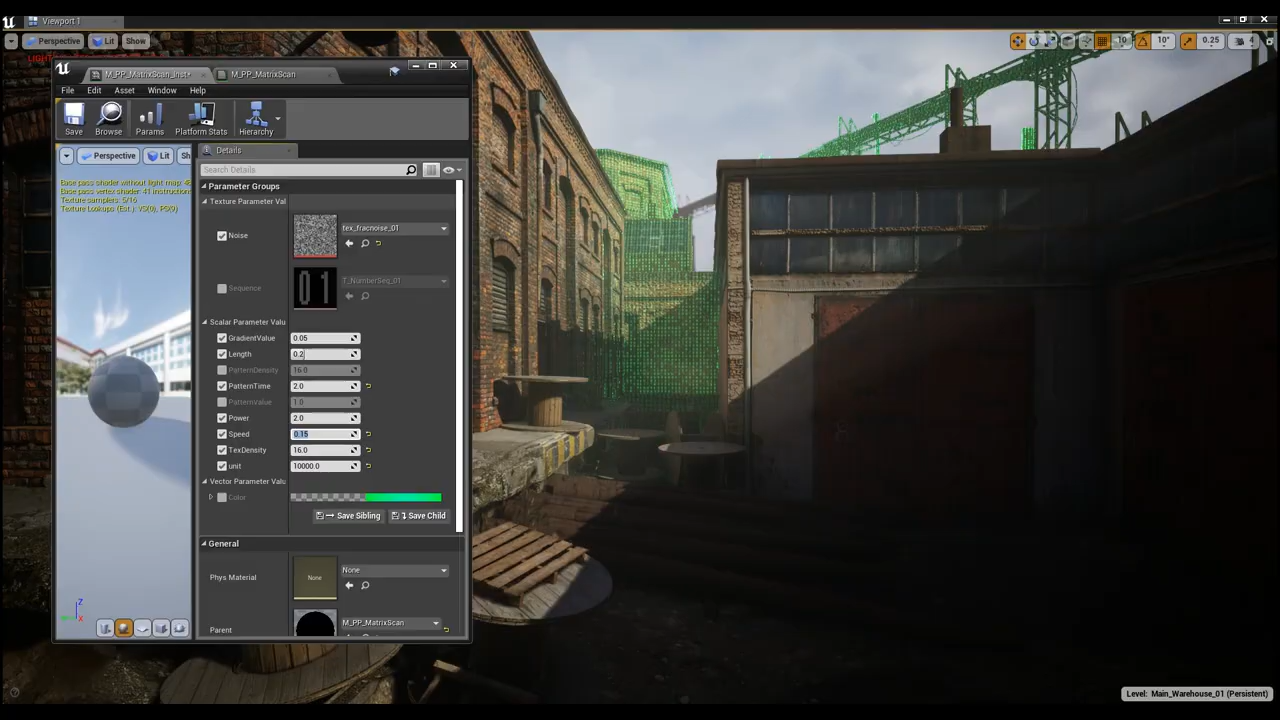 Viewport 1
Perspective
Lit
Show
10
10°
0.25
4
M_PP_MatrixScan_Inst*
M_PP_MatrixScan
File
Edit
Asset
Window
Help
Save
Browse
Params
Platform Stats
Hierarchy
Perspective
Lit
Sh
Details
Search Details
Base pass shader without light map: 48
Base pass vertex shader: 41 instructions
Texture samplers: 5/16
Texture Lookups (Est.): VS(0), PS(0)
Parameter Groups
Texture Parameter Val
Noise
tex_fracnoise_01
Sequence
T_NumberSeq_01
01
Scalar Parameter Valu
GradientValue
0.05
Length
0.2
PatternDensity
16.0
PatternTime
2.0
PatternValue
1.0
Power
2.0
Speed
0.15
TexDensity
16.0
unit
10000.0
Vector Parameter Valu
Color
Save Sibling
Save Child
General
Phys Material
None
None
Parent
M_PP_MatrixScan
Z
X
Level: Main_Warehouse_01 (Persistent)